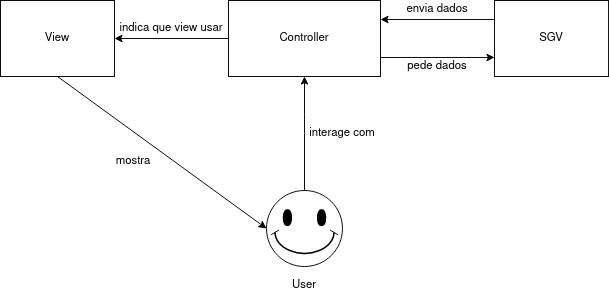 envia dados
indica que view usar
View
Controller
SGV
pede dados
interage com
mostra
User